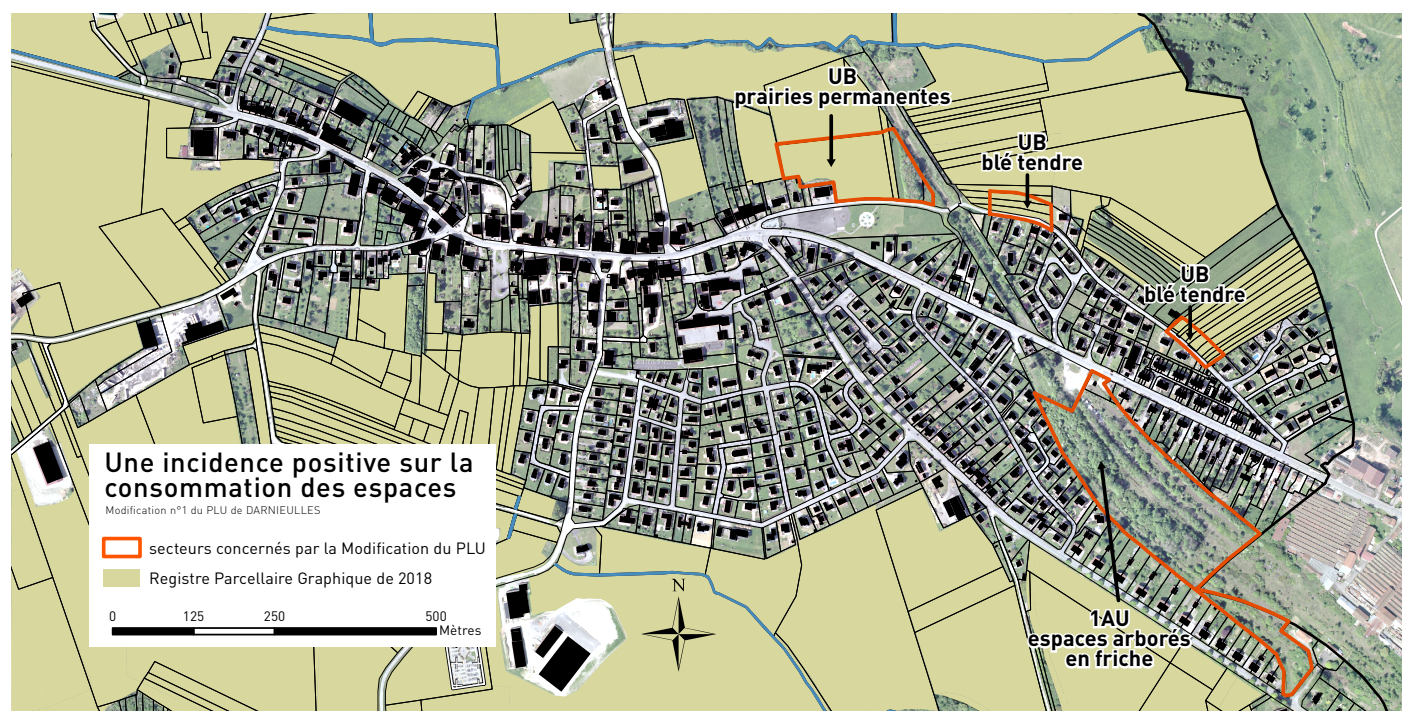 UB
prairies permanentes
UB
blé tendre
UB
blé tendre
1AU
espaces arborés
en friche
Une incidence positive sur la
consommation des espaces
Modification n°1 du PLU de DARNIEULLES
secteurs concernés par la Modification du PLU
Registre Parcellaire Graphique de 2018
0 125 250 500
Mètres
N